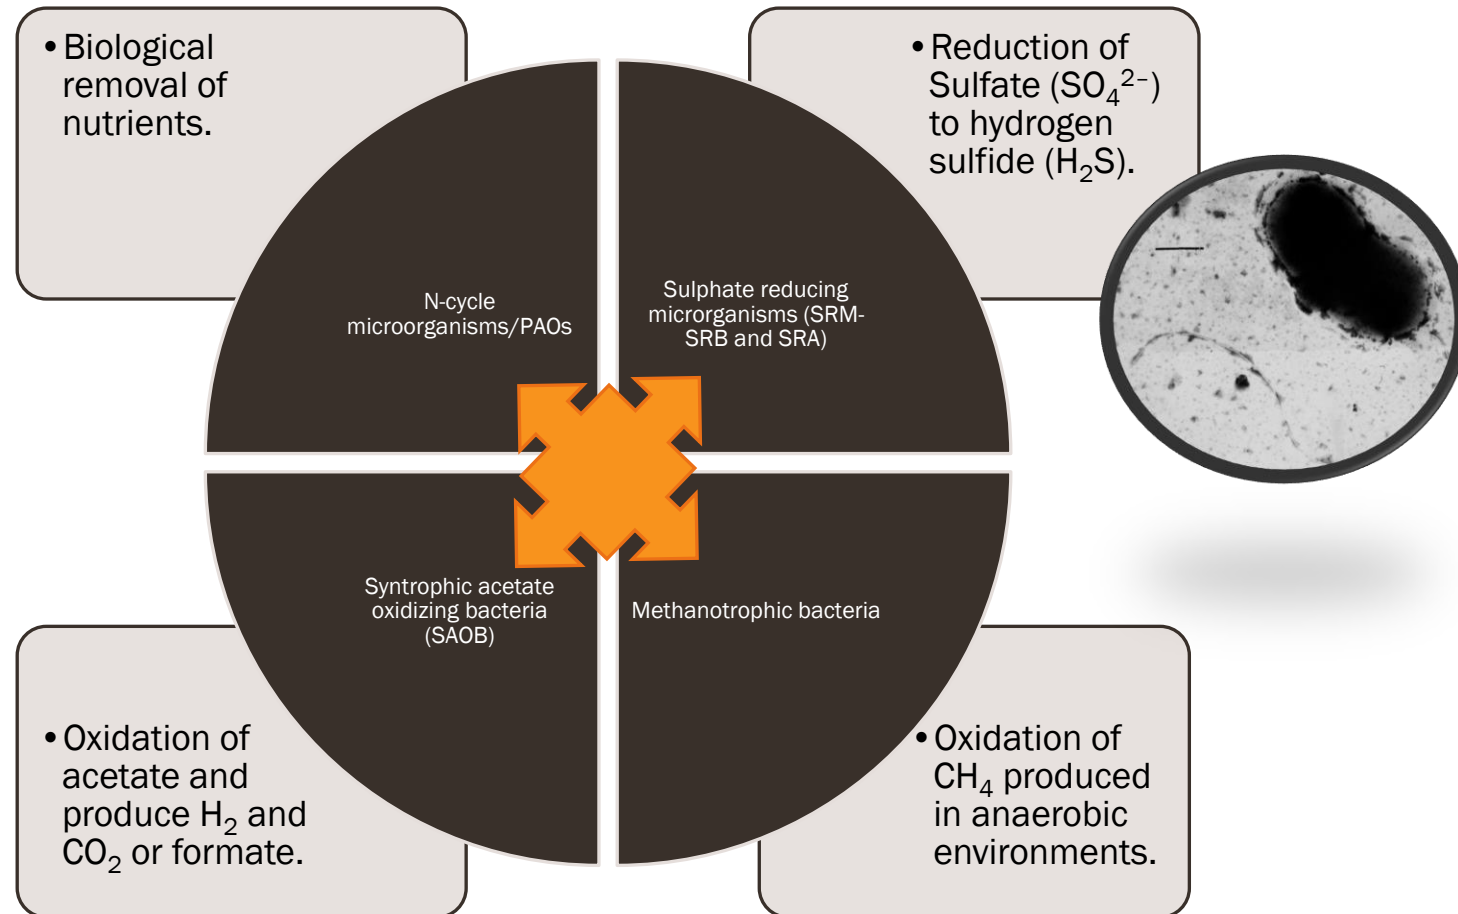 • Biological
removal of
nutrients.
• Reduction of
Sulfate (SO₄²⁻)
to hydrogen
sulfide (H₂S).
N-cycle
microorganisms/PAOs
Sulphate reducing
microrganisms (SRM-
SRB and SRA)
Syntrophic acetate
oxidizing bacteria
(SAOB)
Methanotrophic bacteria
• Oxidation of
acetate and
produce H₂ and
CO₂ or formate.
• Oxidation of
CH₄ produced
in anaerobic
environments.